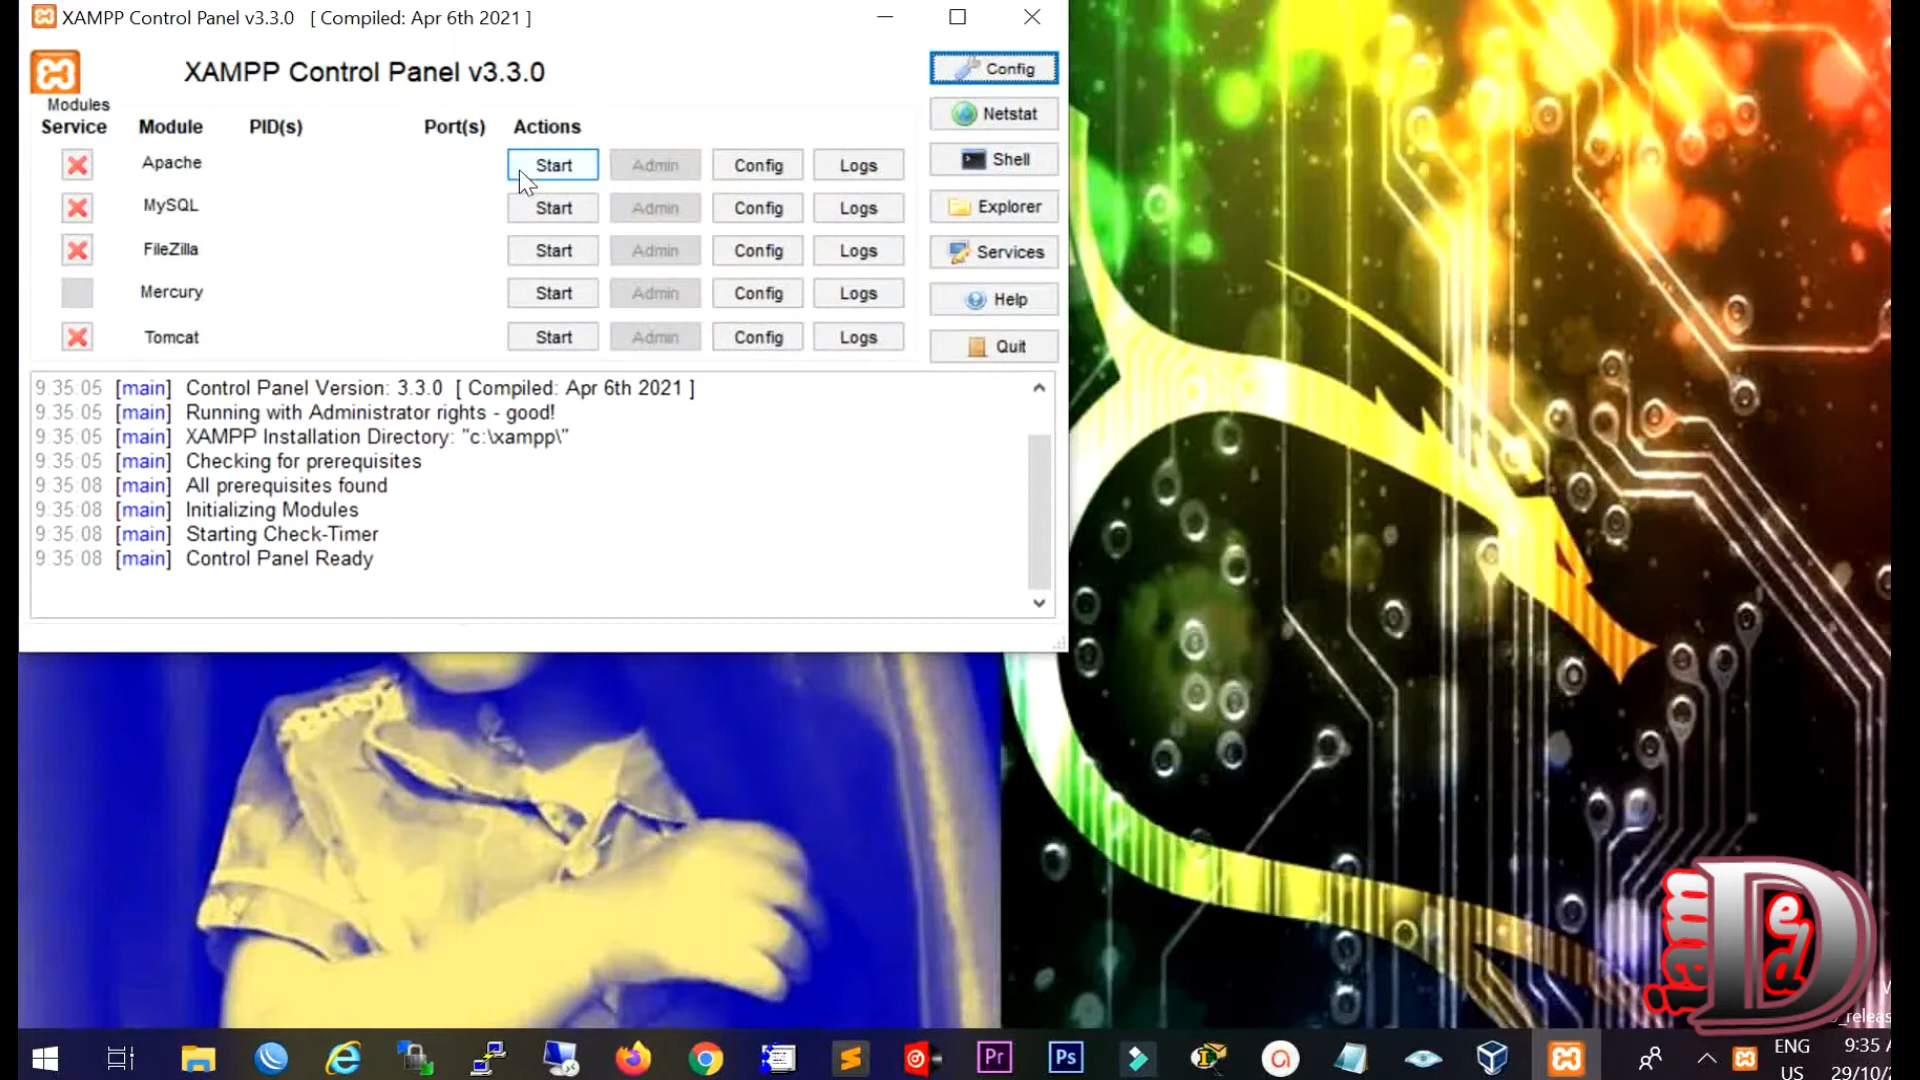 XAMPP Control Panel v3.3.0 [ Compiled: Apr 6th 2021 ]
XAMPP Control Panel v3.3.0
Config
Modules
Service Module PID(s) Port(s) Actions
Netstat
Apache Start Admin Config Logs
Shell
MySQL Start Admin Config Logs
Explorer
FileZilla Start Admin Config Logs
Services
Mercury Start Admin Config Logs
Help
Tomcat Start Admin Config Logs
Quit
9:35:05 [main] Control Panel Version: 3.3.0 [ Compiled: Apr 6th 2021 ]
9:35:05 [main] Running with Administrator rights - good!
9:35:05 [main] XAMPP Installation Directory: "c:\xampp\"
9:35:05 [main] Checking for prerequisites
9:35:08 [main] All prerequisites found
9:35:08 [main] Initializing Modules
9:35:08 [main] Starting Check-Timer
9:35:08 [main] Control Panel Ready
Pr
Ps
ENG
US
9:35
29/10/